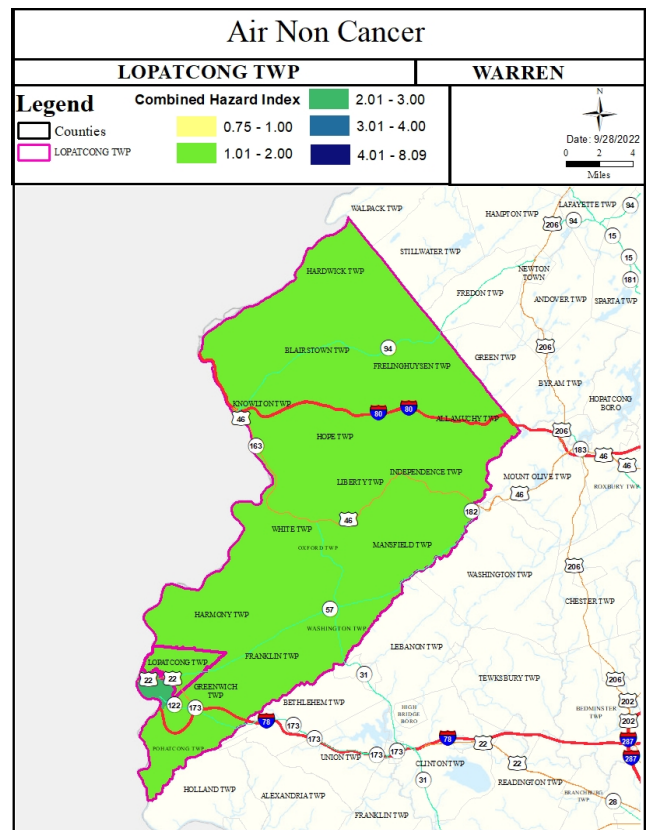 Air Non Cancer
LOPATCONG TWP WARREN
Legend
Counties
LOPATCONG TWP
Combined Hazard Index
0.75 - 1.00
1.01 - 2.00
2.01 - 3.00
3.01 - 4.00
4.01 - 8.09
N
Date: 9/28/2022
0 2 4
Miles
WALPACK TWP
HAMPTON TWP
LAFAYETTE TWP
94
206
94
15
STILLWATER TWP
15
HARDWICK TWP
NEWTON
TOWN
181
FREDON TWP
ANDOVER TWP
SPARTA TWP
BLAIRSTOWN TWP
94
206
GREEN TWP
FRELINGHUYSEN TWP
BYRAM TWP
HOPATCONG
BORO
KNOWLTON TWP
80
80
46
ALLAMUCHY TWP
206
HOPE TWP
163
183
46
46
INDEPENDENCE TWP
LIBERTY TWP
MOUNT OLIVE TWP
ROXBURY TWP
46
182
46
WHITE TWP
OXFORD TWP
MANSFIELD TWP
206
WASHINGTON TWP
CHESTER TWP
57
HARMONY TWP
WASHINGTON TWP
LEBANON TWP
FRANKLIN TWP
LOPATCONG TWP
31
TEWKSBURY TWP
22
22
206
GREENWICH
TWP
BETHLEHEM TWP
202
122
173
HIGH
BRIDGE
BORO
BEDMINSTER
TWP
78
173
202
173
78
22
287
POHATCONG TWP
UNION TWP
173
173
CLINTON TWP
22
287
31
READINGTON TWP
HOLLAND TWP
ALEXANDRIA TWP
BRANCHBURG
TWP
28
FRANKLIN TWP